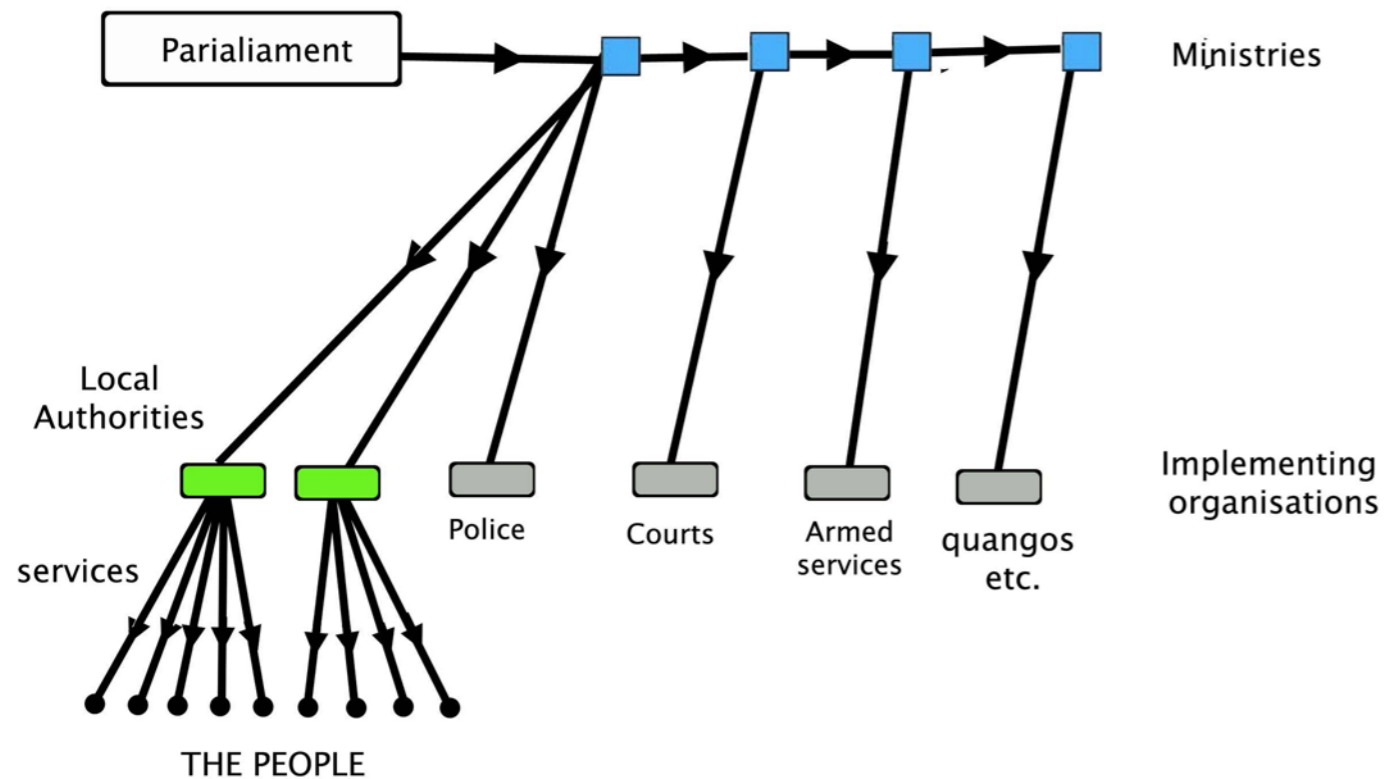 Parialiament
Ministries
Local
Authorities
Implementing
organisations
Police
Courts
Armed
services
quangos
etc.
services
THE PEOPLE